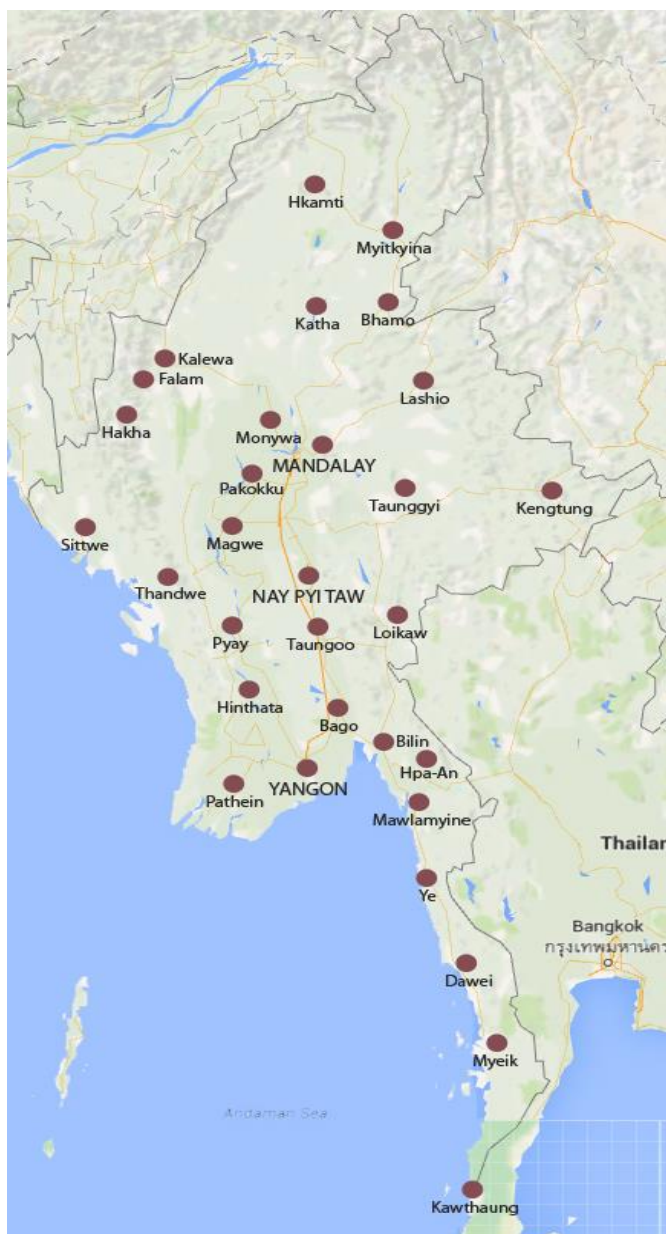 Hkamti
Myitkyina
Katha
Bhamo
Kalewa
Falam
Lashio
Hakha
Monywa
MANDALAY
Pakokku
Taunggyi
Kengtung
Sittwe
Magwe
Thandwe
NAY PYI TAW
Loikaw
Pyay
Taungoo
Hinthata
Bago
Bilin
Hpa-An
YANGON
Pathein
Mawlamyine
Thailan
Ye
Bangkok
กรุงเทพมหานคร
Dawei
Myeik
Andaman Sea
Kawthaung